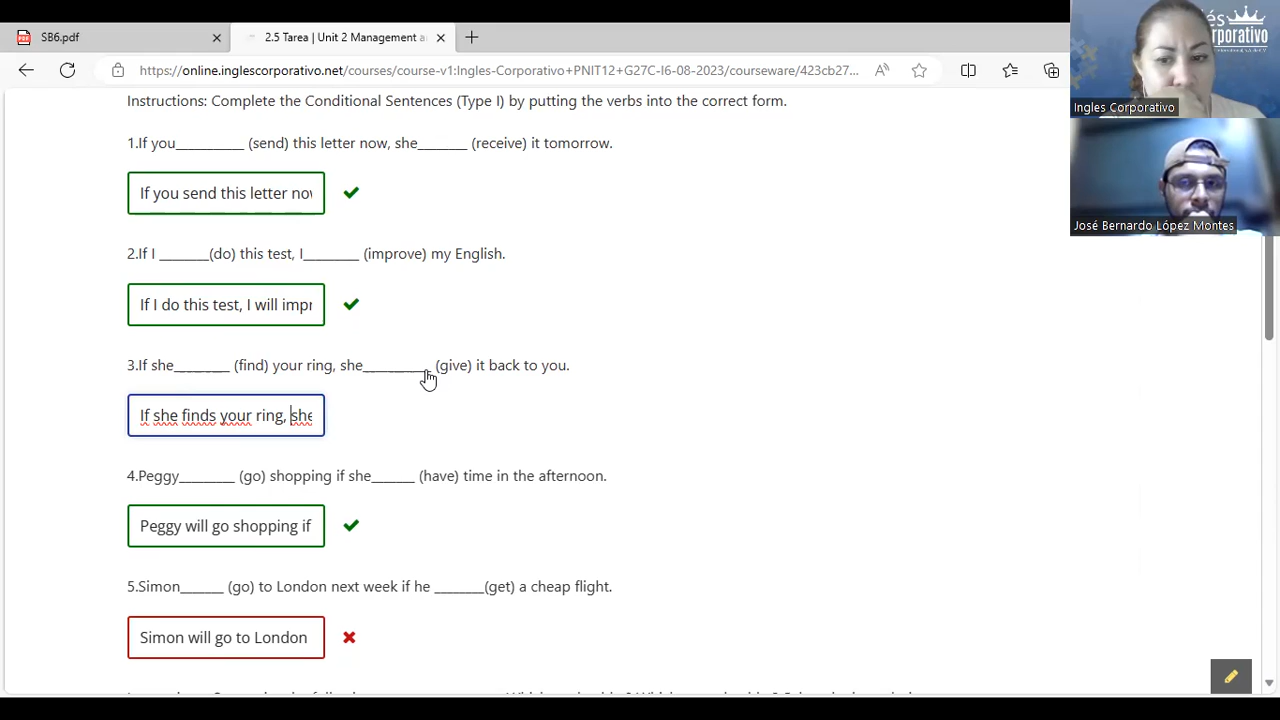 SB6.pdf
2.5 Tarea | Unit 2 Management a
https://online.inglescorporativo.net/courses/course-v1:Ingles-Corporativo+PNIT12+G27C-I6-08-2023/courseware/423cb27...
Instructions: Complete the Conditional Sentences (Type I) by putting the verbs into the correct form.
1.If you__________ (send) this letter now, she_______ (receive) it tomorrow.
If you send this letter nov
2.If I _______(do) this test, I________ (improve) my English.
If I do this test, I will impr
3.If she________ (find) your ring, she__________ (give) it back to you.
If she finds your ring, she
4.Peggy________ (go) shopping if she______ (have) time in the afternoon.
Peggy will go shopping if
5.Simon______ (go) to London next week if he _______(get) a cheap flight.
Simon will go to London
és
orporativo
Ingles Corporativo
José Bernardo López Montes